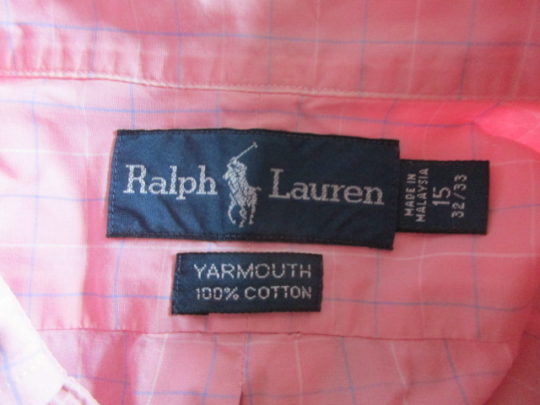 Ralph Lauren
MADE IN
MALAYSIA
15
32/33
YARMOUTH
100% COTTON